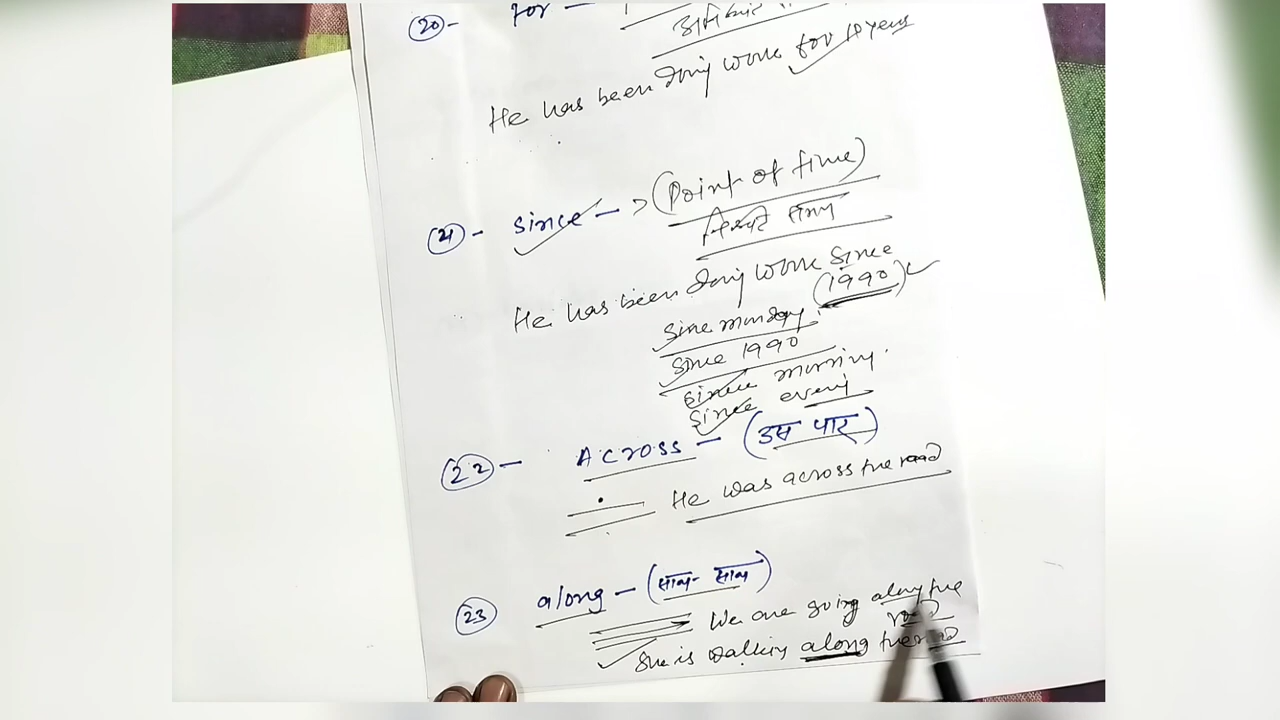 20 - For -
He has been doing work for 10 years
21 - Since - > (Point of time)
निश्चित समय
He has been doing work since
(1990)
Sine monday.
Since 1990
Since morning.
Since
22 - Across - (उस पार)
He was across the road
23 along - (साथ- साथ)
We are going along the
road
She is walking along the road